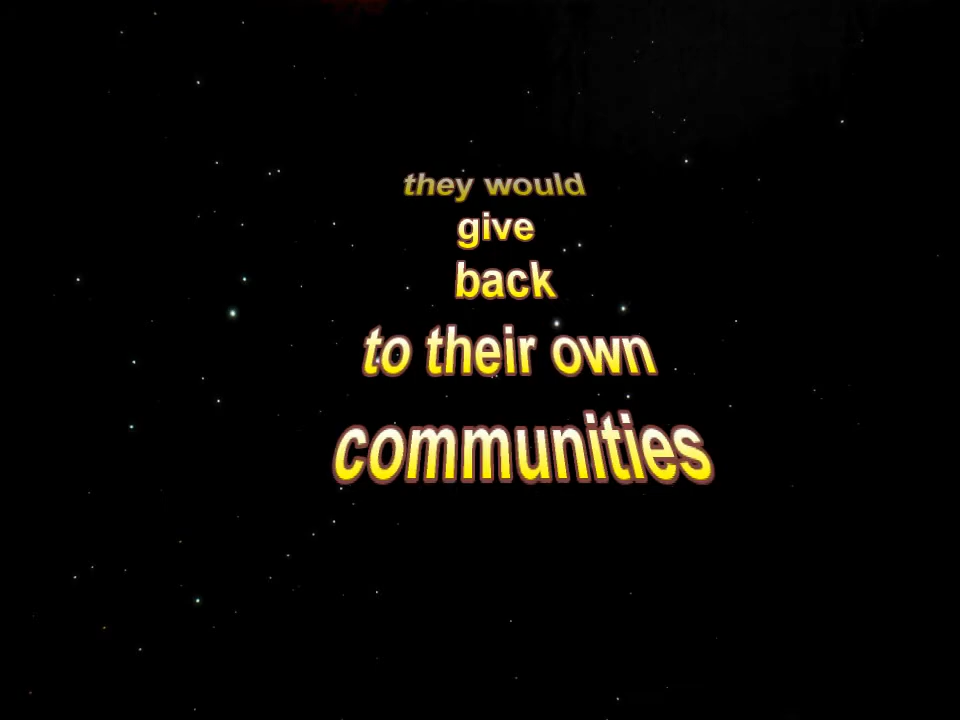 they would
give
back
to their own
communities